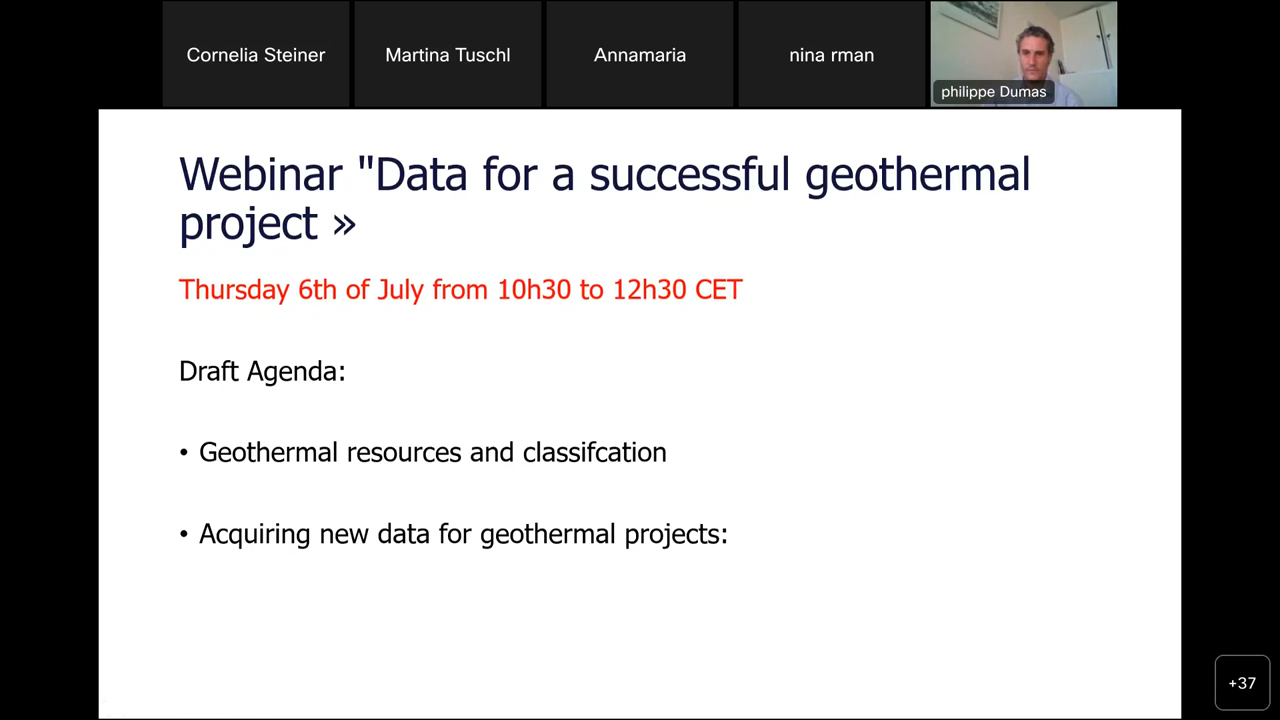 Cornelia Steiner
Martina Tuschl
Annamaria
nina rman
philippe Dumas
Webinar "Data for a successful geothermal
project »
Thursday 6th of July from 10h30 to 12h30 CET
Draft Agenda:
• Geothermal resources and classifcation
• Acquiring new data for geothermal projects:
+37